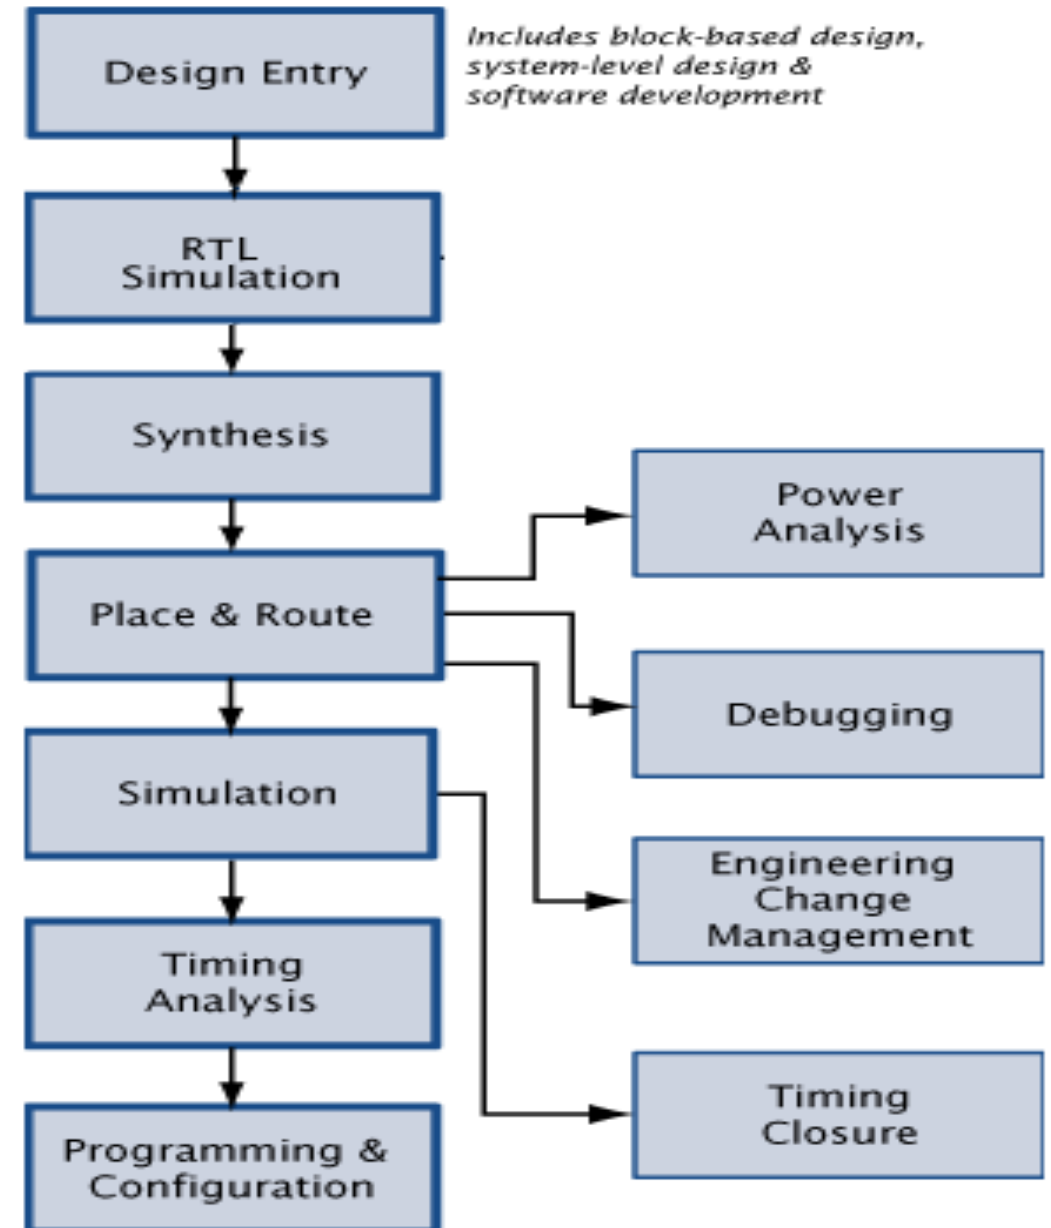 Design Entry
Includes block-based design,
system-level design &
software development
RTL
Simulation
Synthesis
Place & Route
Simulation
Timing
Analysis
Programming &
Configuration
Power
Analysis
Debugging
Engineering
Change
Management
Timing
Closure